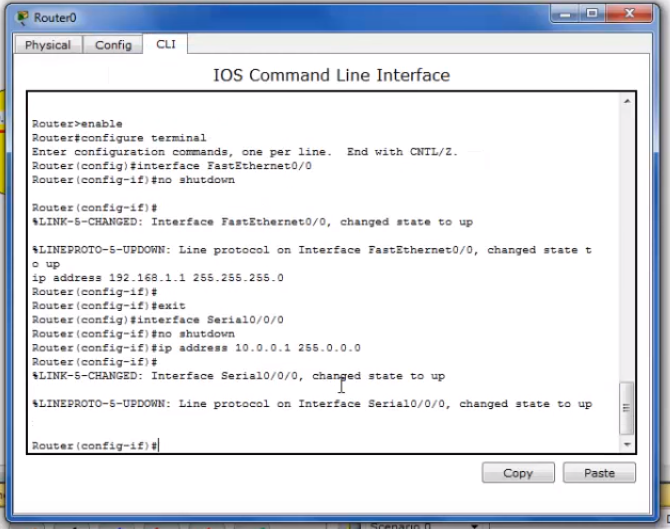 Router0
Physical Config CLI
IOS Command Line Interface
Router>enable
Router#configure terminal
Enter configuration commands, one per line.  End with CNTL/Z.
Router(config)#interface FastEthernet0/0
Router(config-if)#no shutdown
Router(config-if)#
%LINK-5-CHANGED: Interface FastEthernet0/0, changed state to up
%LINEPROTO-5-UPDOWN: Line protocol on Interface FastEthernet0/0, changed state t
o up
ip address 192.168.1.1 255.255.255.0
Router(config-if)#
Router(config-if)#exit
Router(config)#interface Serial0/0/0
Router(config-if)#no shutdown
Router(config-if)#ip address 10.0.0.1 255.0.0.0
Router(config-if)#
%LINK-5-CHANGED: Interface Serial0/0/0, changed state to up
%LINEPROTO-5-UPDOWN: Line protocol on Interface Serial0/0/0, changed state to up
Router(config-if)#
Copy Paste
Scenario 0